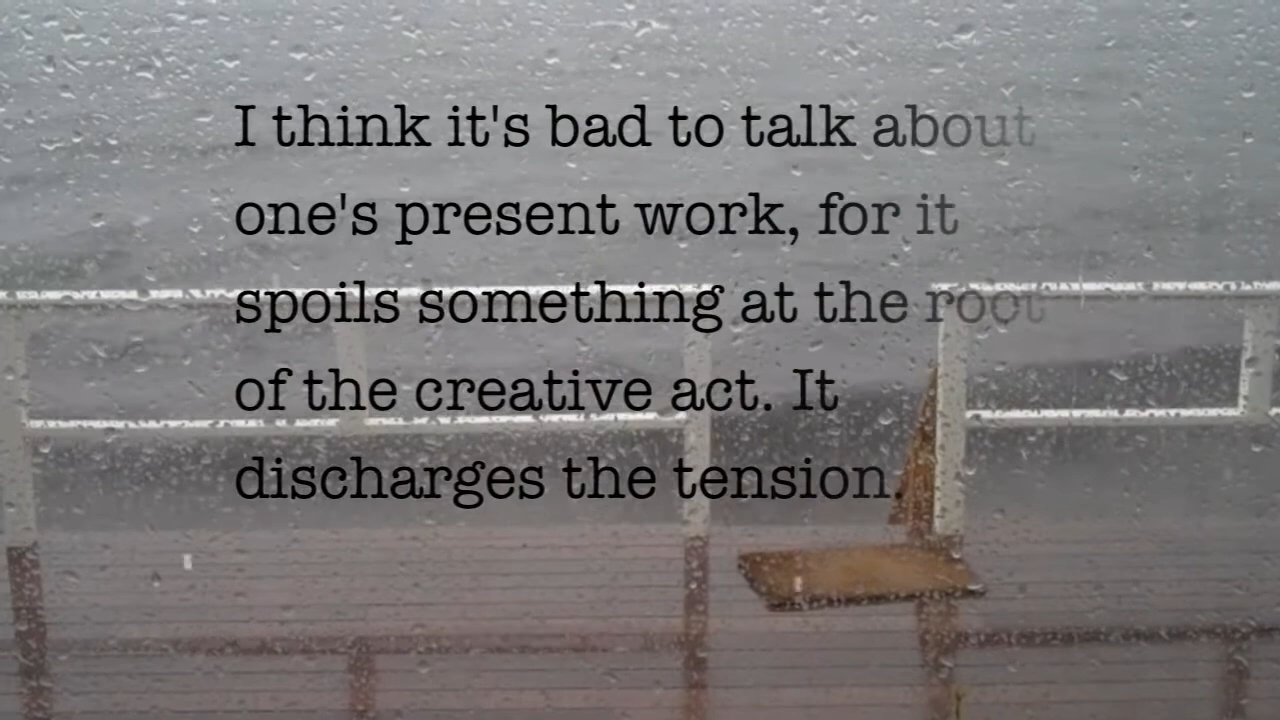 I think it's bad to talk about
one's present work, for it
spoils something at the root
of the creative act. It
discharges the tension.